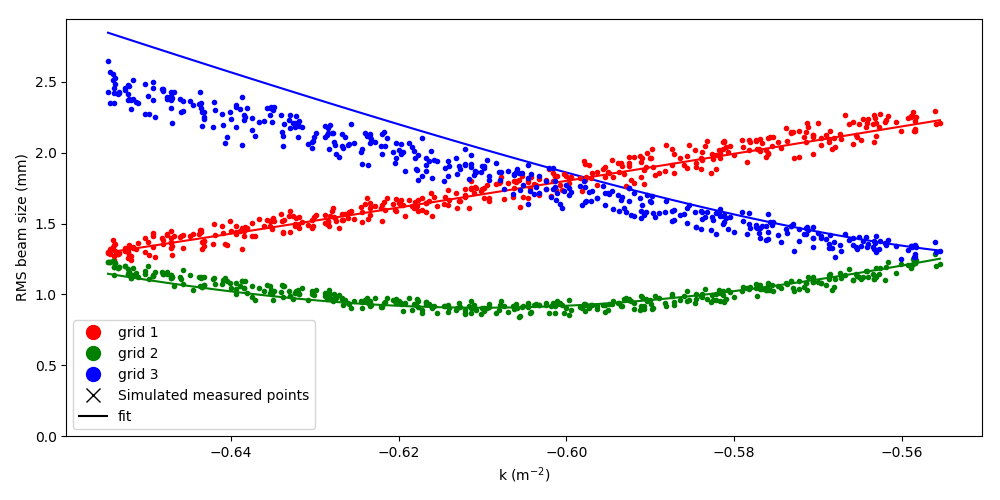 RMS beam size (mm)
2.5
2.0
1.5
1.0
0.5
0.0
grid 1
grid 2
grid 3
Simulated measured points
fit
−0.64 −0.62 −0.60 −0.58 −0.56
k (m⁻²)